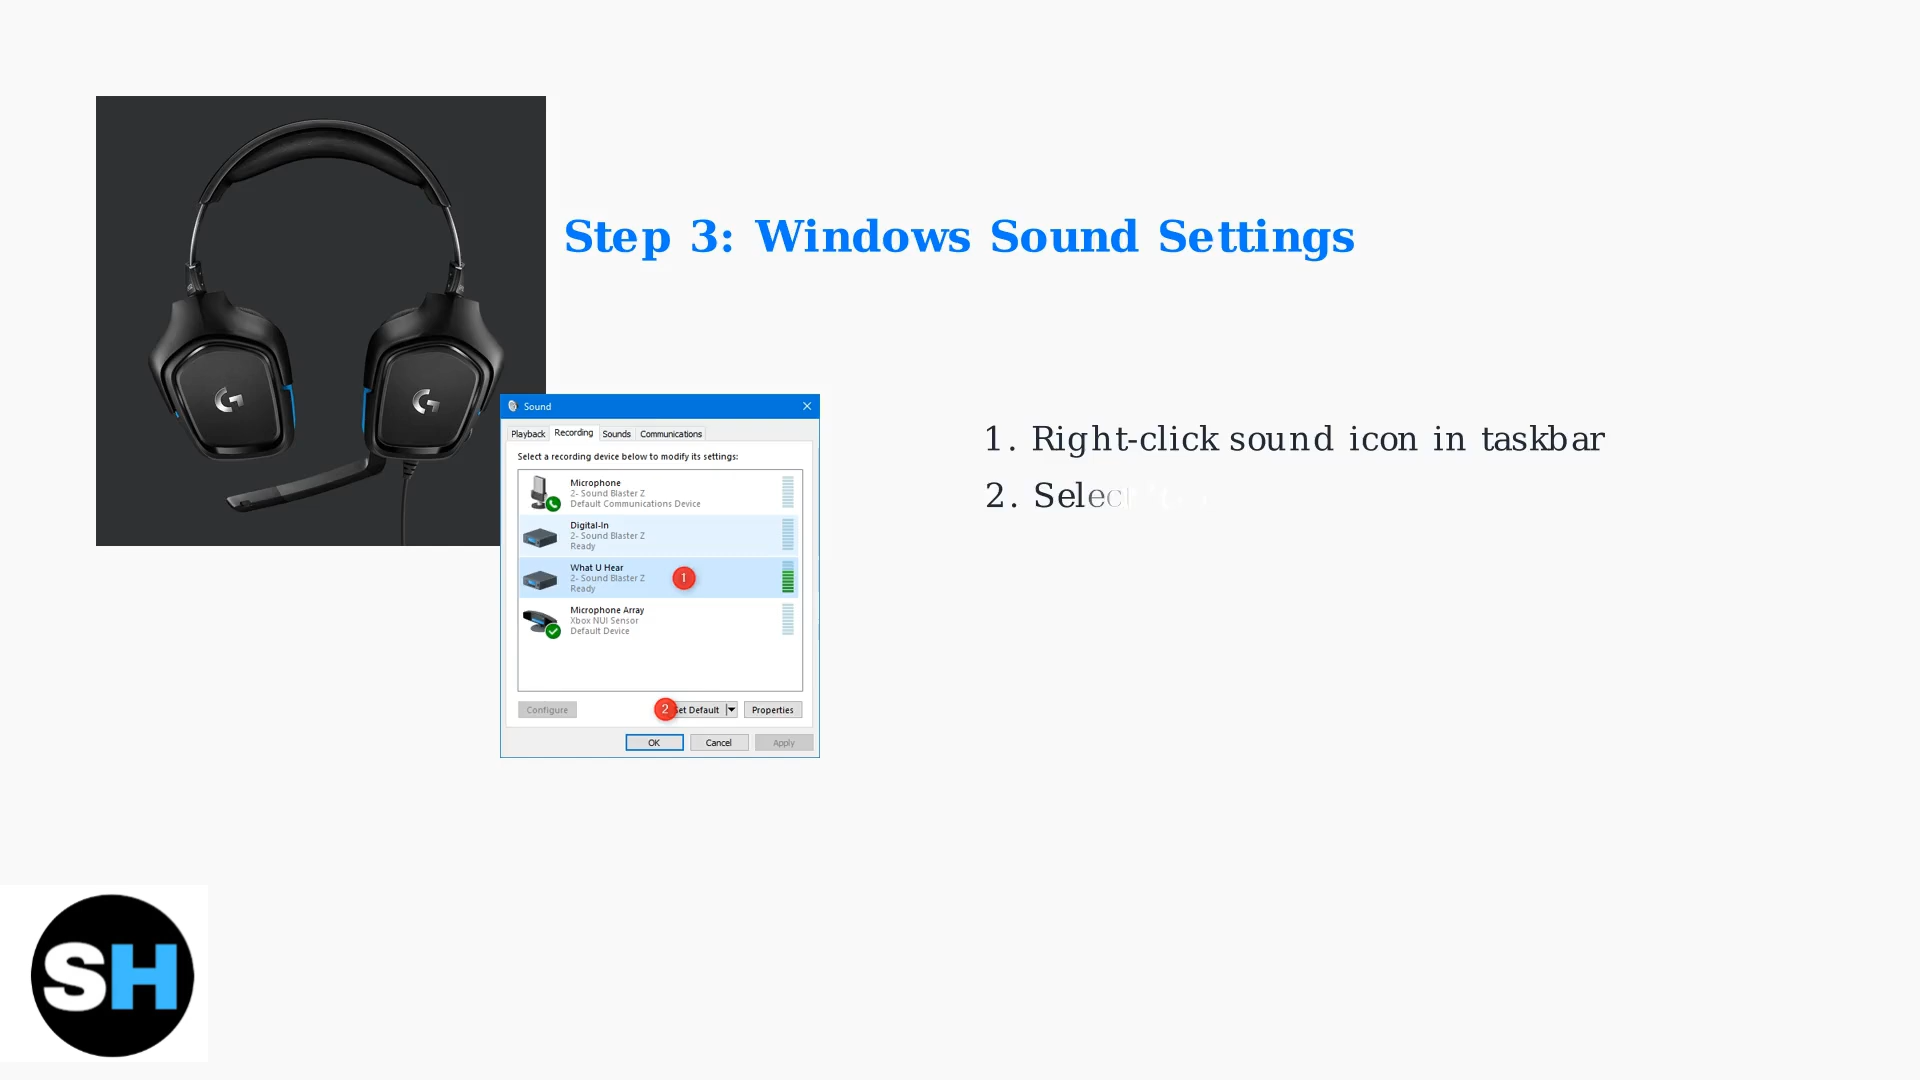 Step 3: Windows Sound Settings
Sound
Playback Recording Sounds Communications
Select a recording device below to modify its settings:
Microphone
2- Sound Blaster Z
Default Communications Device
Digital-In
2- Sound Blaster Z
Ready
What U Hear
2- Sound Blaster Z
Ready
1
Microphone Array
Xbox NUI Sensor
Default Device
Configure
2
Set Default
Properties
OK
Cancel
Apply
1. Right-click sound icon in taskbar
2. Select
SH